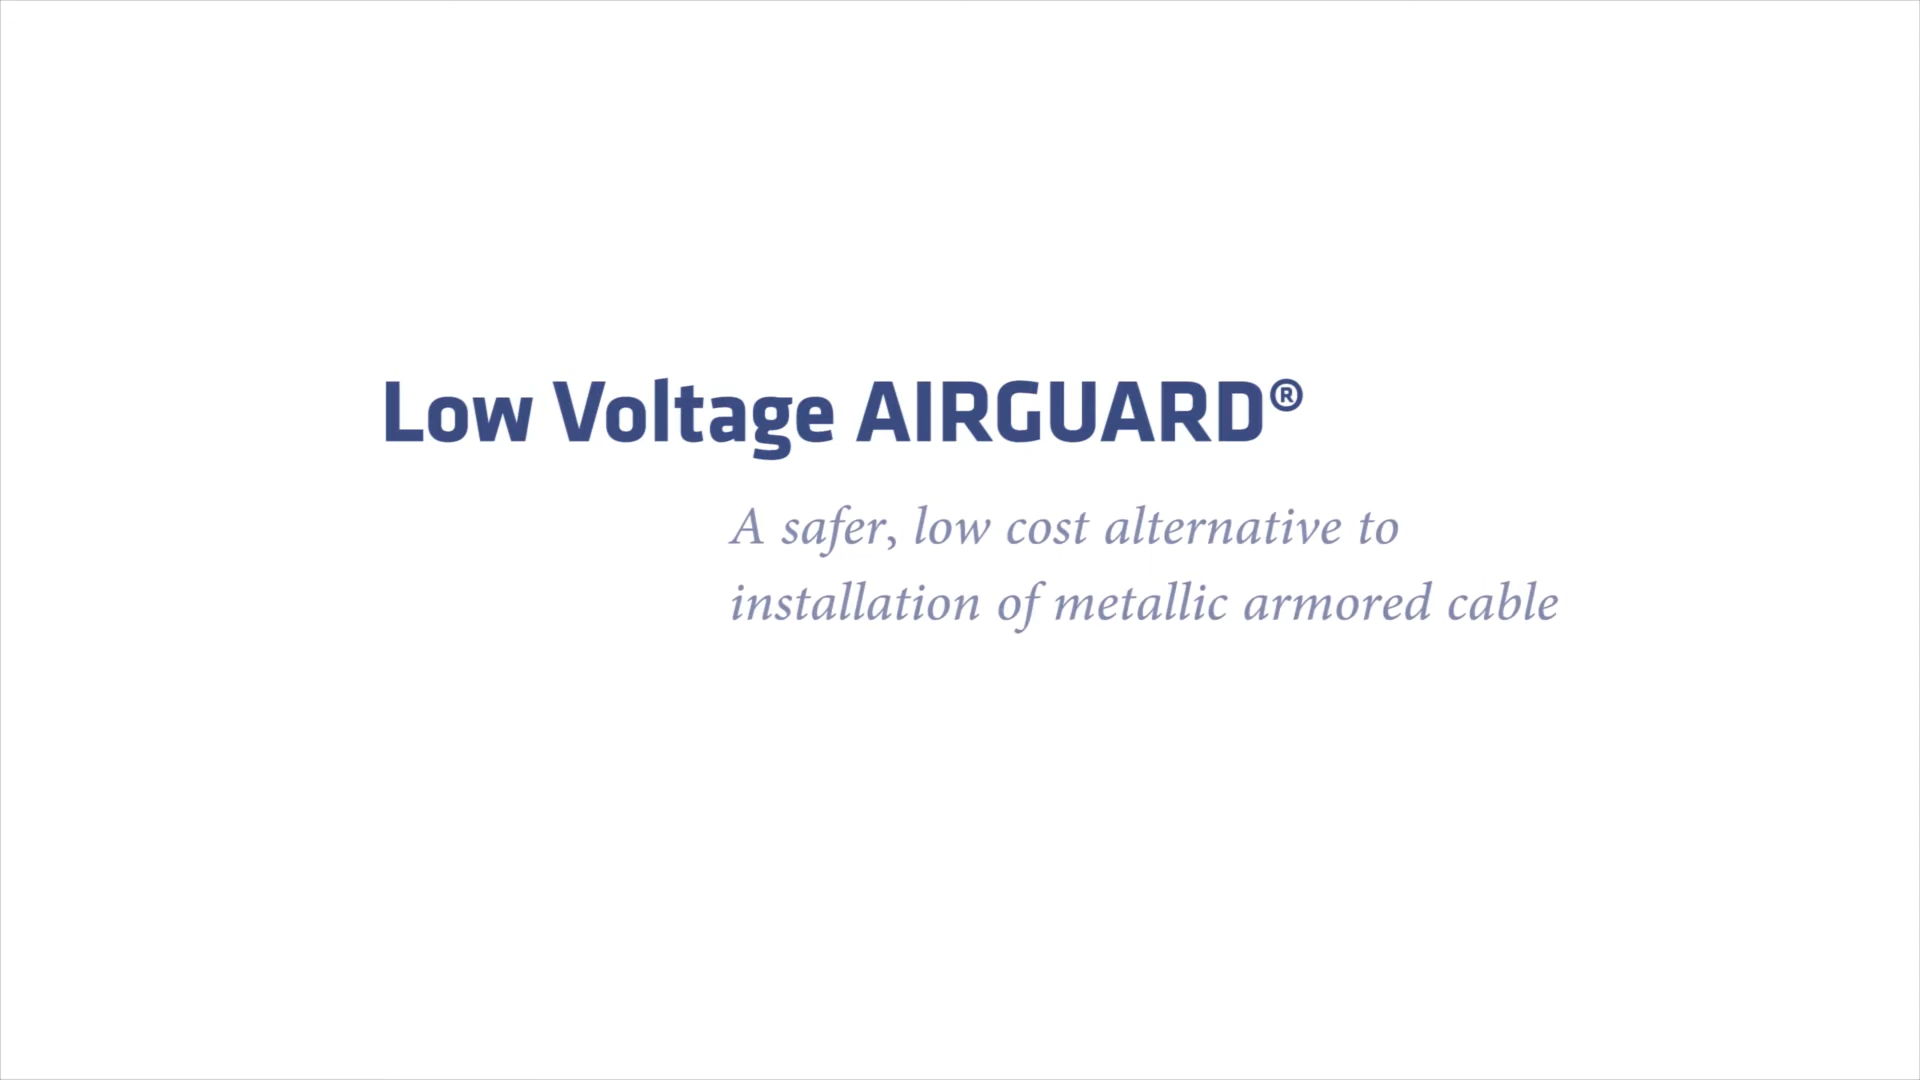 Low Voltage AIRGUARD®
A safer, low cost alternative to
installation of metallic armored cable